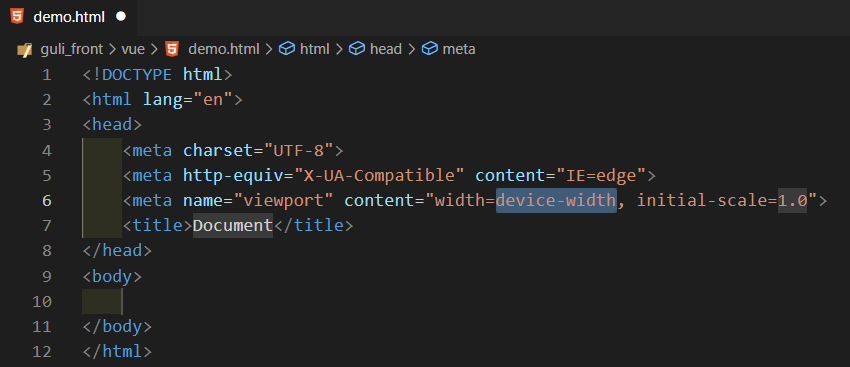 demo.html
guli_front > vue > demo.html > html > head > meta
1 <!DOCTYPE html>
2 <html lang="en">
3 <head>
4     <meta charset="UTF-8">
5     <meta http-equiv="X-UA-Compatible" content="IE=edge">
6     <meta name="viewport" content="width=device-width, initial-scale=1.0">
7     <title>Document</title>
8 </head>
9 <body>
10
11 </body>
12 </html>